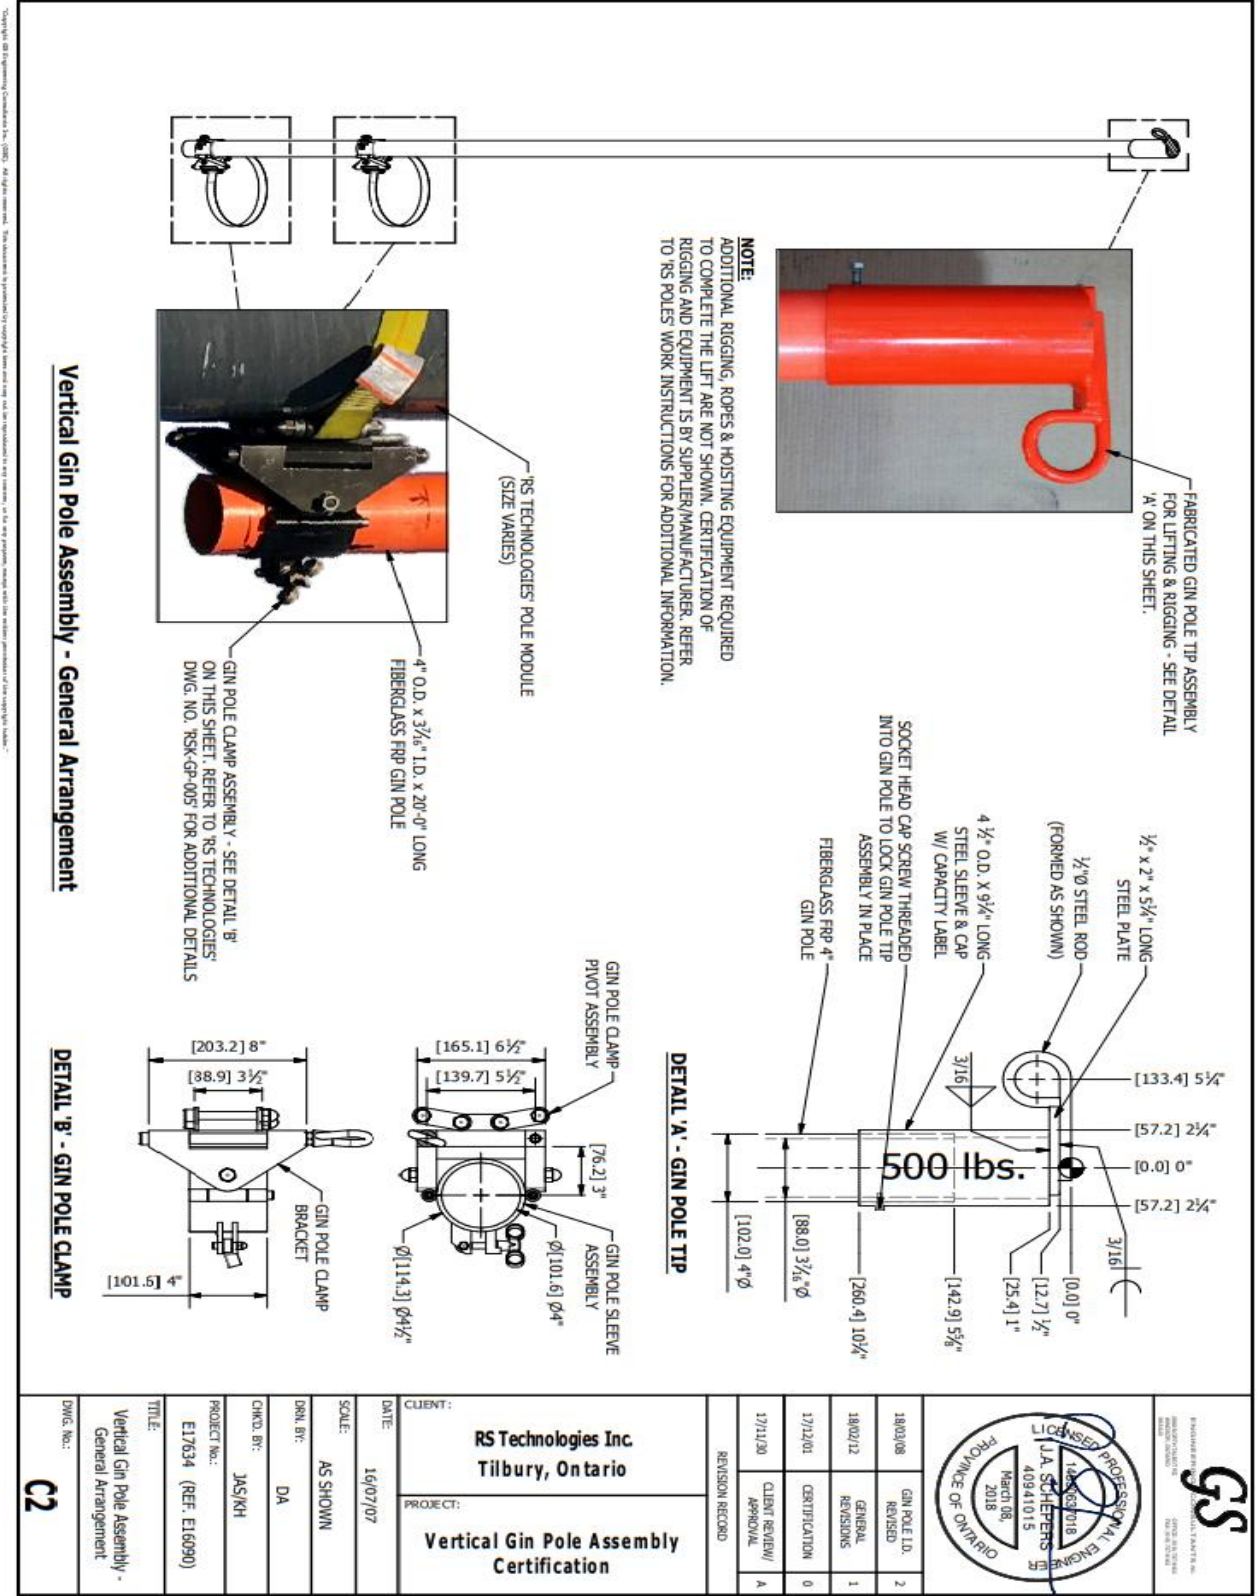 FABRICATED GIN POLE TIP ASSEMBLY
FOR LIFTING & RIGGING - SEE DETAIL
'A' ON THIS SHEET.
NOTE:
ADDITIONAL RIGGING, ROPES & HOISTING EQUIPMENT REQUIRED
TO COMPLETE THE LIFT ARE NOT SHOWN. CERTIFICATION OF
RIGGING AND EQUIPMENT IS BY SUPPLIER/MANUFACTURER. REFER
TO 'RS POLES' WORK INSTRUCTIONS FOR ADDITIONAL INFORMATION.
'RS TECHNOLOGIES' POLE MODULE
(SIZE VARIES)
4" O.D. x 3⁷⁄₁₆" I.D. x 20'-0" LONG
FIBERGLASS FRP GIN POLE
GIN POLE CLAMP ASSEMBLY - SEE DETAIL 'B'
ON THIS SHEET. REFER TO 'RS TECHNOLOGIES'
DWG. NO. 'RSK-GP-005' FOR ADDITIONAL DETAILS
Vertical Gin Pole Assembly - General Arrangement
½" x 2" x 5¼" LONG
STEEL PLATE
½"Ø STEEL ROD
(FORMED AS SHOWN)
4 ½" O.D. X 9¼" LONG
STEEL SLEEVE & CAP
W/ CAPACITY LABEL
SOCKET HEAD CAP SCREW THREADED
INTO GIN POLE TO LOCK GIN POLE TIP
ASSEMBLY IN PLACE
FIBERGLASS FRP 4"
GIN POLE
[133.4] 5¼"
[57.2] 2¼"
[0.0] 0"
[57.2] 2¼"
3/16
3/16
500 lbs.
[0.0] 0"
[12.7] ½"
[25.4] 1"
[142.9] 5⅝"
[260.4] 10¼"
[88.0] 3⁷⁄₁₆"Ø
[102.0] 4"Ø
DETAIL 'A' - GIN POLE TIP
GIN POLE CLAMP
PIVOT ASSEMBLY
[165.1] 6½"
[139.7] 5½"
[76.2] 3"
GIN POLE SLEEVE
ASSEMBLY
Ø[101.6] Ø4"
Ø[114.3] Ø4½"
[203.2] 8"
[88.9] 3½"
GIN POLE CLAMP
BRACKET
[101.6] 4"
DETAIL 'B' - GIN POLE CLAMP
GS
LICENSED PROFESSIONAL ENGINEER
J.A. SCHEPERS
40941015
March 08,
2018
PROVINCE OF ONTARIO
18/03/08 GIN POLE I.D. REVISED 2
18/02/12 GENERAL REVISIONS 1
17/12/01 CERTIFICATION 0
17/11/30 CLIENT REVIEW/ APPROVAL A
REVISION RECORD
CLIENT:
RS Technologies Inc.
Tilbury, Ontario
PROJECT:
Vertical Gin Pole Assembly
Certification
DATE:
16/07/07
SCALE:
AS SHOWN
DRN. BY:
DA
CHK'D. BY:
JAS/KH
PROJECT No.:
E17634 (REF. E16090)
TITLE:
Vertical Gin Pole Assembly -
General Arrangement
DWG. No.:
C2